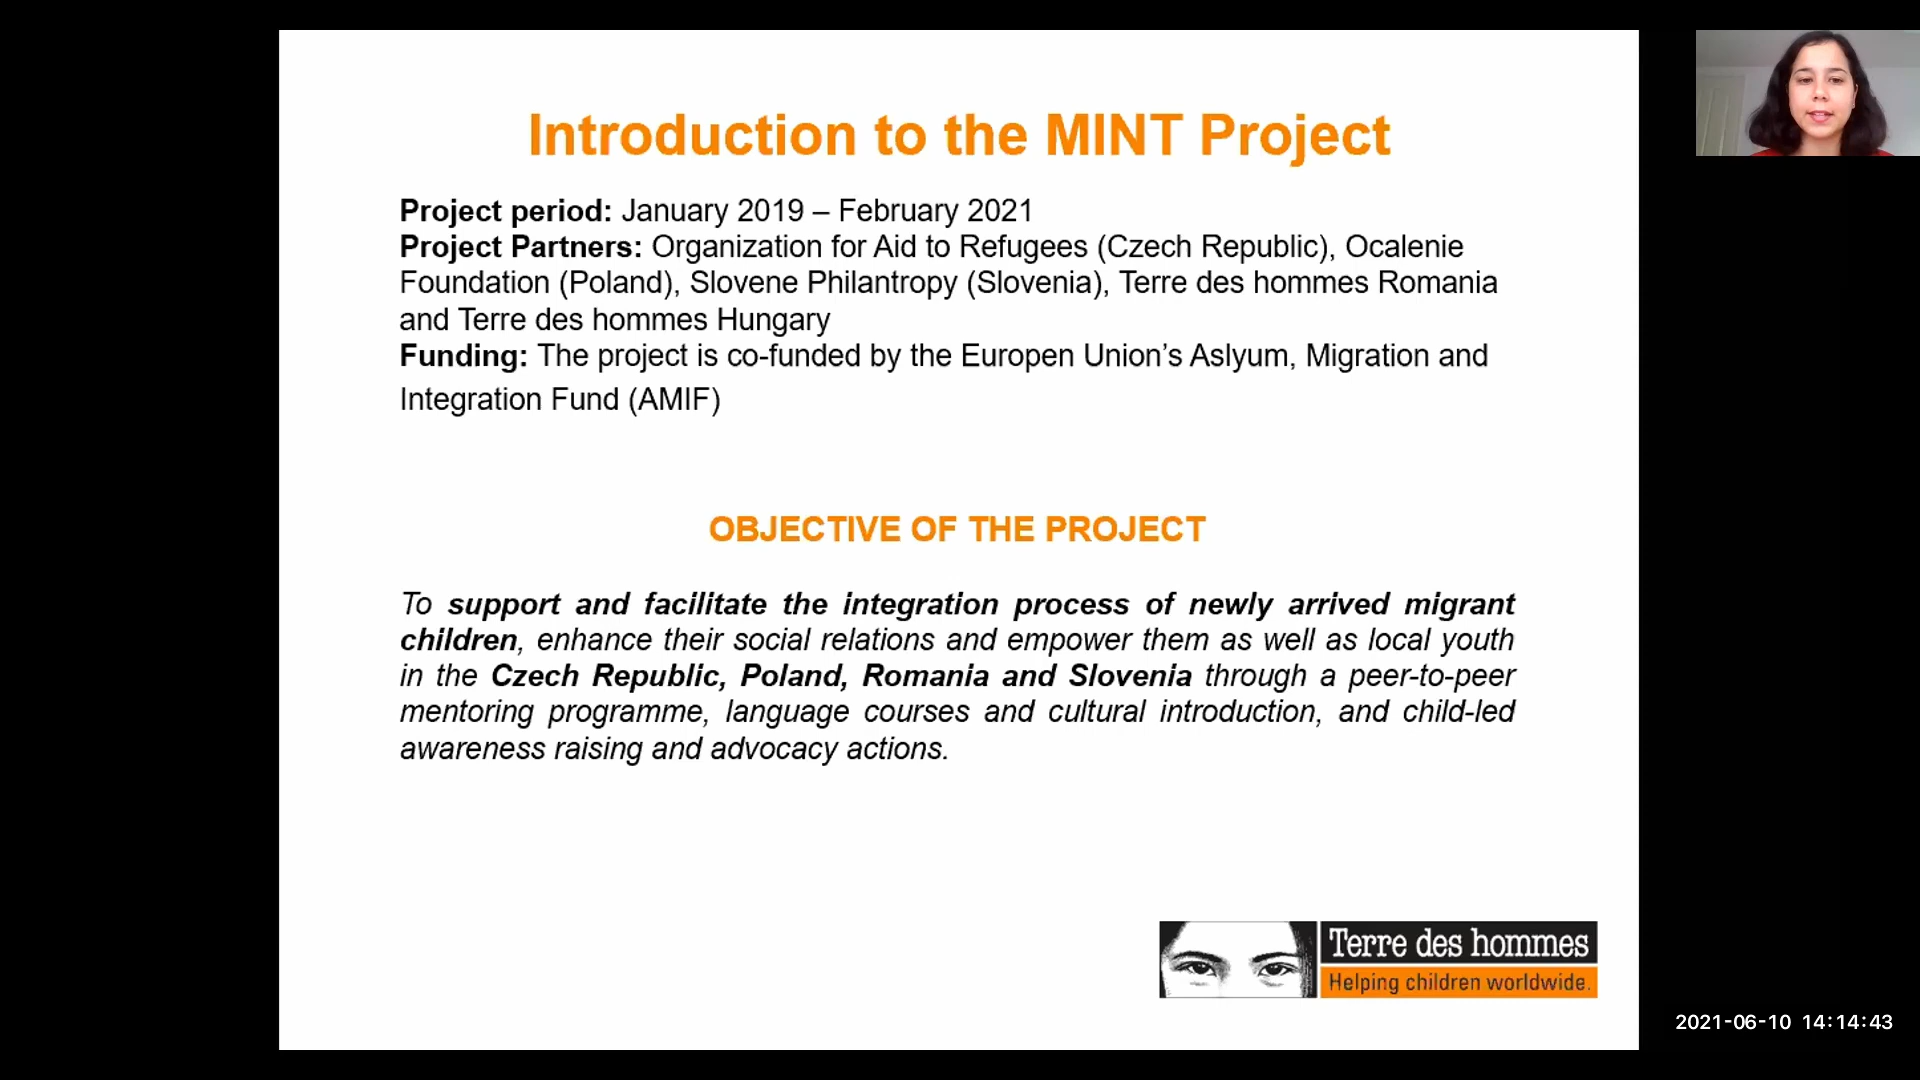 Introduction to the MINT Project
Project period: January 2019 – February 2021
Project Partners: Organization for Aid to Refugees (Czech Republic), Ocalenie
Foundation (Poland), Slovene Philantropy (Slovenia), Terre des hommes Romania
and Terre des hommes Hungary
Funding: The project is co-funded by the Europen Union’s Aslyum, Migration and
Integration Fund (AMIF)
OBJECTIVE OF THE PROJECT
To support and facilitate the integration process of newly arrived migrant
children, enhance their social relations and empower them as well as local youth
in the Czech Republic, Poland, Romania and Slovenia through a peer-to-peer
mentoring programme, language courses and cultural introduction, and child-led
awareness raising and advocacy actions.
Terre des hommes
Helping children worldwide.
2021-06-10 14:14:43